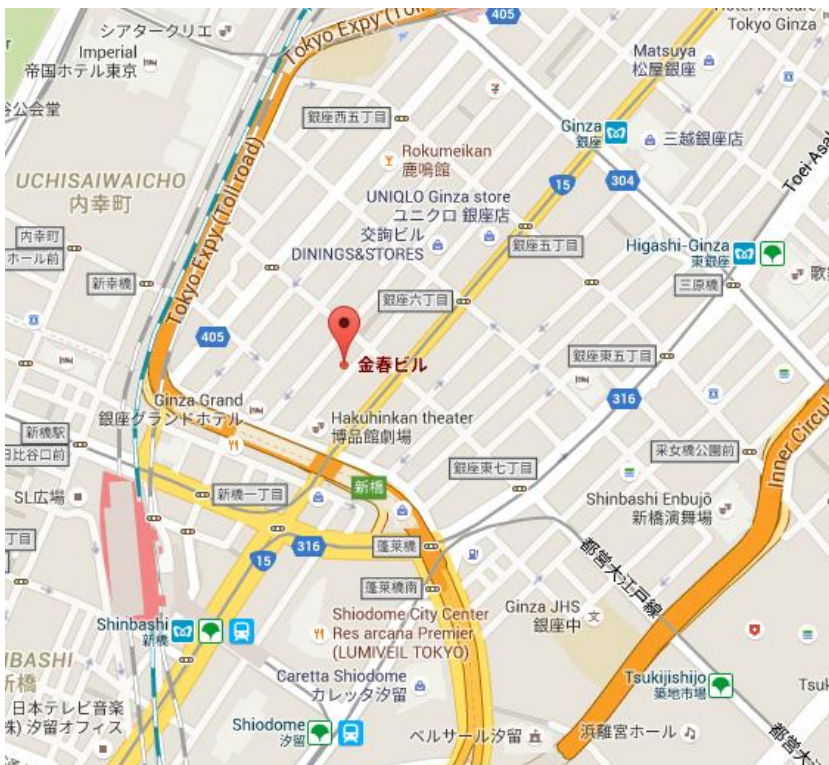 シアタークリエ
Imperial
帝国ホテル東京
谷公会堂
Tokyo Expy (Toll
405
Tokyo Ginza
Matsuya
松屋銀座
銀座西五丁目
Ginza
銀座
三越銀座店
Rokumeikan
鹿鳴館
15
304
UCHISAIWAICHO
内幸町
UNIQLO Ginza store
ユニクロ 銀座店
交詢ビル
DININGS&STORES
銀座五丁目
Higashi-Ginza
東銀座
三原橋
内幸町
ホール前
新幸橋
Tokyo Expy (Toll road)
銀座六丁目
405
金春ビル
銀座東五丁目
316
Ginza Grand
銀座グランドホテル
Hakuhinkan theater
博品館劇場
新橋駅
日比谷口前
采女橋公園前
SL広場
新橋一丁目
新橋
銀座東七丁目
Shinbashi Enbujō
新橋演舞場
丁目
15
316
蓬莱橋
蓬莱橋南
都営大江戸線
Shinbashi
新橋
Shiodome City Center
Res arcana Premier
(LUMIVEIL TOKYO)
Ginza JHS
銀座中
Caretta Shiodome
カレッタ汐留
Tsukijishijo
築地市場
日本テレビ音楽
汐留オフィス
Shiodome
汐留
ベルサール汐留
浜離宮ホール